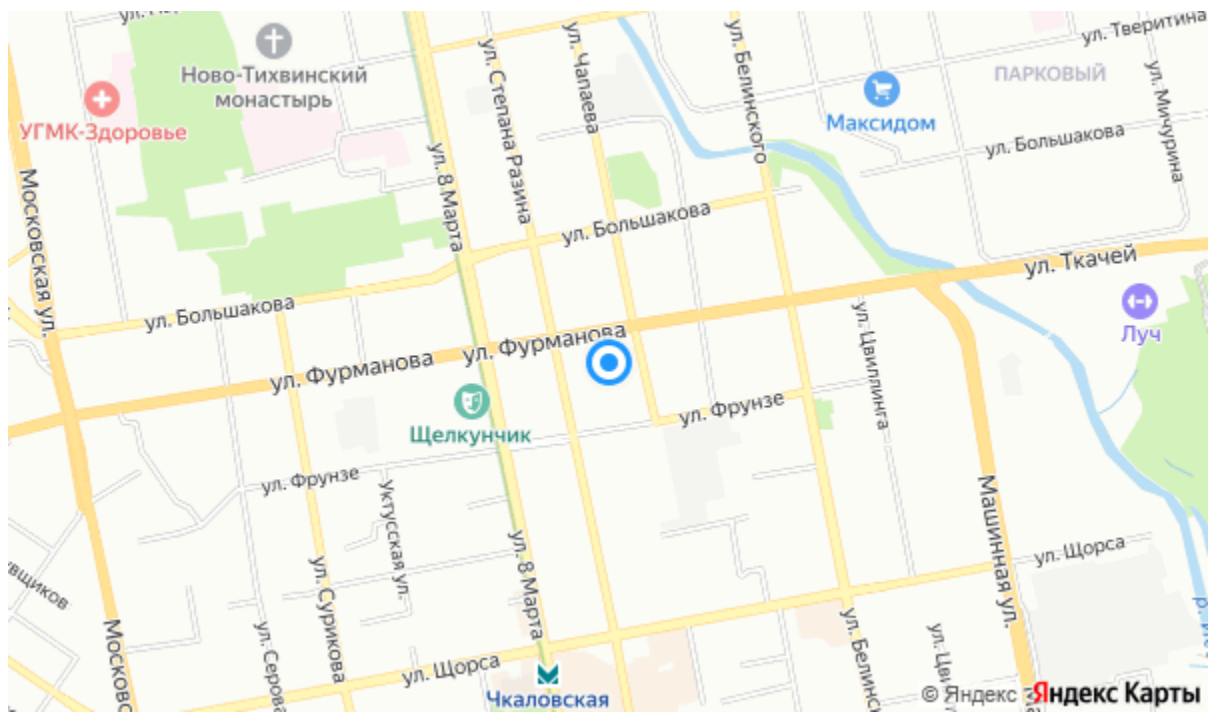 ул. Тверитина
Ново-Тихвинский
монастырь
ул. Чапаева
ул. Степана Разина
ул. Белинского
ПАРКОВЫЙ
УГМК-Здоровье
Максидом
ул. Большакова
ул. Мичурина
ул. 8 Марта
Московская ул.
ул. Большакова
ул. Ткачей
ул. Большакова
Луч
ул. Фурманова
ул. Фурманова
ул. Цвиллинга
Щелкунчик
ул. Фрунзе
ул. Фрунзе
Уктусская ул.
Машинная ул.
ул. Щорса
ул. 8 Марта
ул. Сурикова
ул. Серова
ул. Щорса
Чкаловская
© Яндекс Яндекс Карты